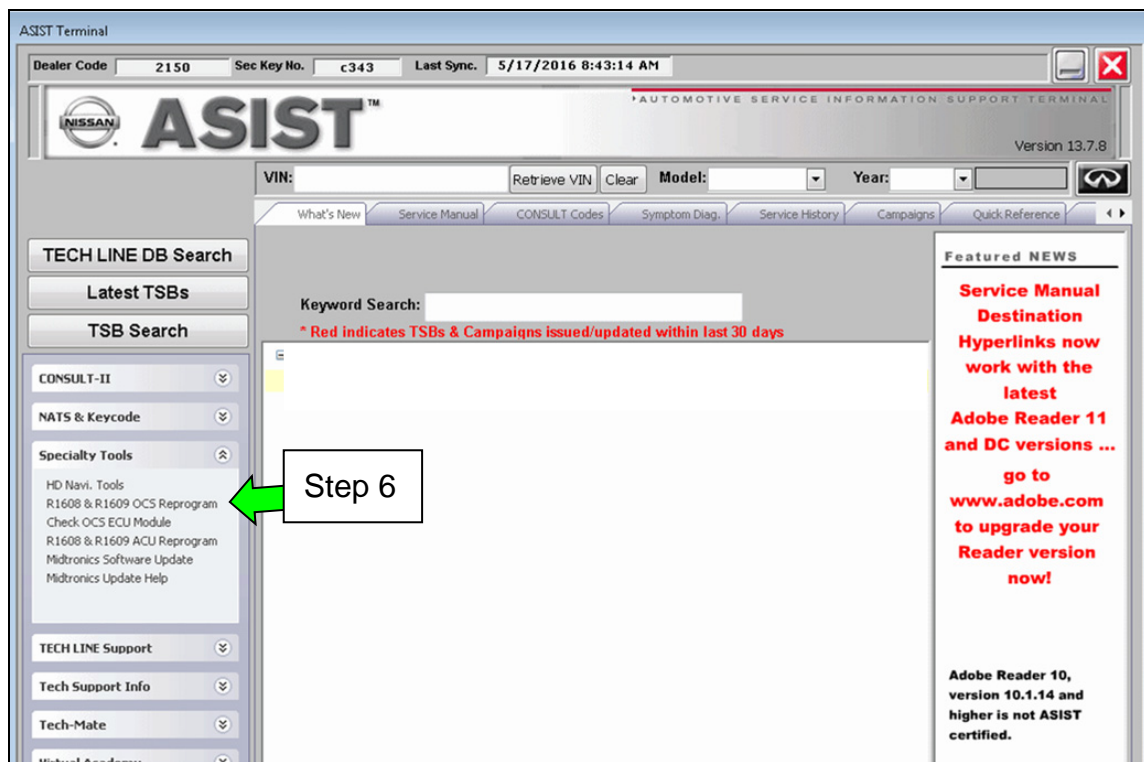 ASIST Terminal
Dealer Code 2150 Sec Key No. c343 Last Sync. 5/17/2016 8:43:14 AM
NISSAN ASIST™
AUTOMOTIVE SERVICE INFORMATION SUPPORT TERMINAL
Version 13.7.8
VIN: Retrieve VIN Clear Model: Year:
What's New Service Manual CONSULT Codes Symptom Diag. Service History Campaigns Quick Reference
TECH LINE DB Search
Latest TSBs
TSB Search
CONSULT-II
NATS & Keycode
Specialty Tools
HD Navi. Tools
R1608 & R1609 OCS Reprogram
Check OCS ECU Module
R1608 & R1609 ACU Reprogram
Midtronics Software Update
Midtronics Update Help
TECH LINE Support
Tech Support Info
Tech-Mate
Virtual Academy
Keyword Search:
* Red indicates TSBs & Campaigns issued/updated within last 30 days
Step 6
Featured NEWS
Service Manual
Destination
Hyperlinks now
work with the
latest
Adobe Reader 11
and DC versions ...
go to
www.adobe.com
to upgrade your
Reader version
now!
Adobe Reader 10,
version 10.1.14 and
higher is not ASIST
certified.